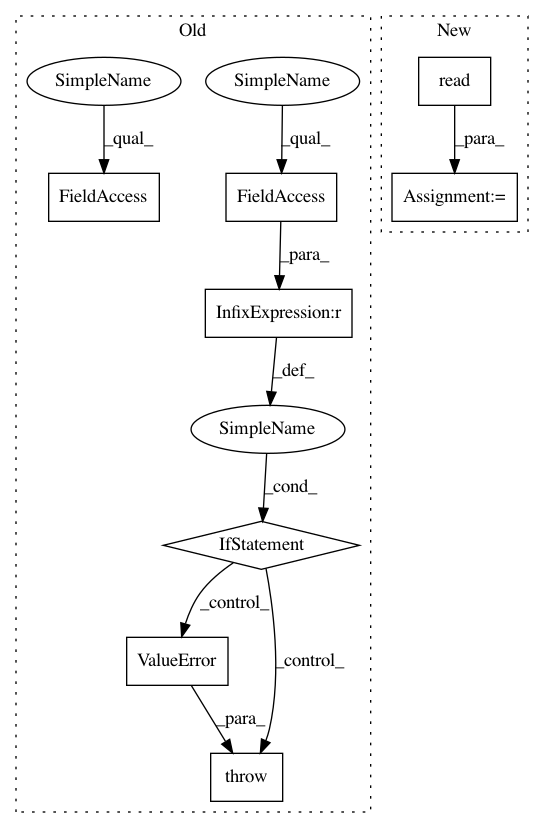 Old
New
SimpleName
SimpleName
read
_qual_
_qual_
_para_
FieldAccess
FieldAccess
Assignment:=
_para_
InfixExpression:r
_def_
SimpleName
_cond_
IfStatement
_control_
ValueError
_control_
_para_
throw